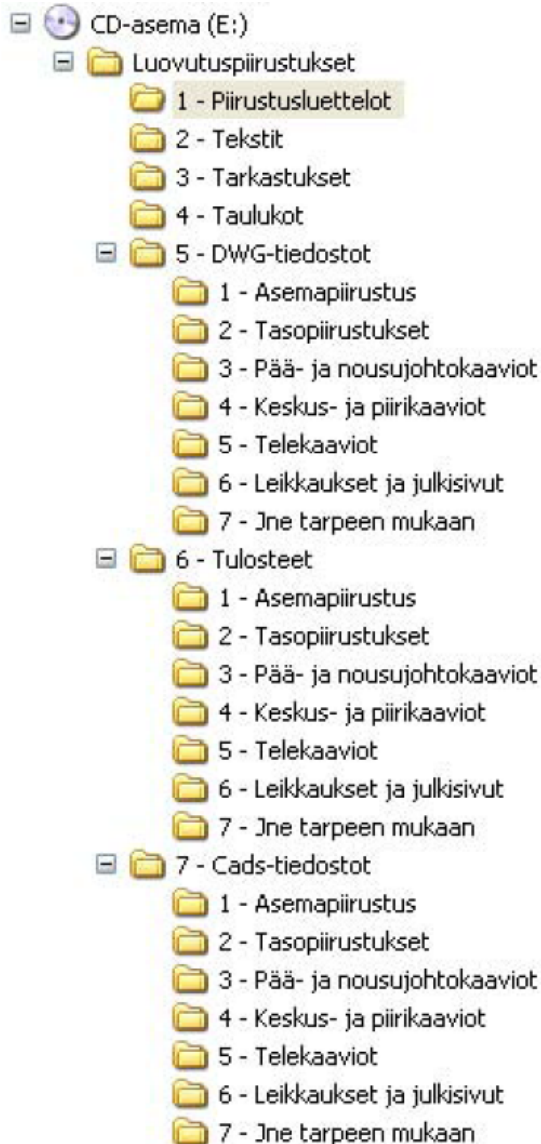 CD-asema (E:)
Luovutuspiirustukset
1 - Piirustusluettelot
2 - Tekstit
3 - Tarkastukset
4 - Taulukot
5 - DWG-tiedostot
1 - Asemapiirustus
2 - Tasopiirustukset
3 - Pää- ja nousujohtokaaviot
4 - Keskus- ja piirikaaviot
5 - Telekaaviot
6 - Leikkaukset ja julkisivut
7 - Jne tarpeen mukaan
6 - Tulosteet
1 - Asemapiirustus
2 - Tasopiirustukset
3 - Pää- ja nousujohtokaaviot
4 - Keskus- ja piirikaaviot
5 - Telekaaviot
6 - Leikkaukset ja julkisivut
7 - Jne tarpeen mukaan
7 - Cads-tiedostot
1 - Asemapiirustus
2 - Tasopiirustukset
3 - Pää- ja nousujohtokaaviot
4 - Keskus- ja piirikaaviot
5 - Telekaaviot
6 - Leikkaukset ja julkisivut
7 - Jne tarpeen mukaan